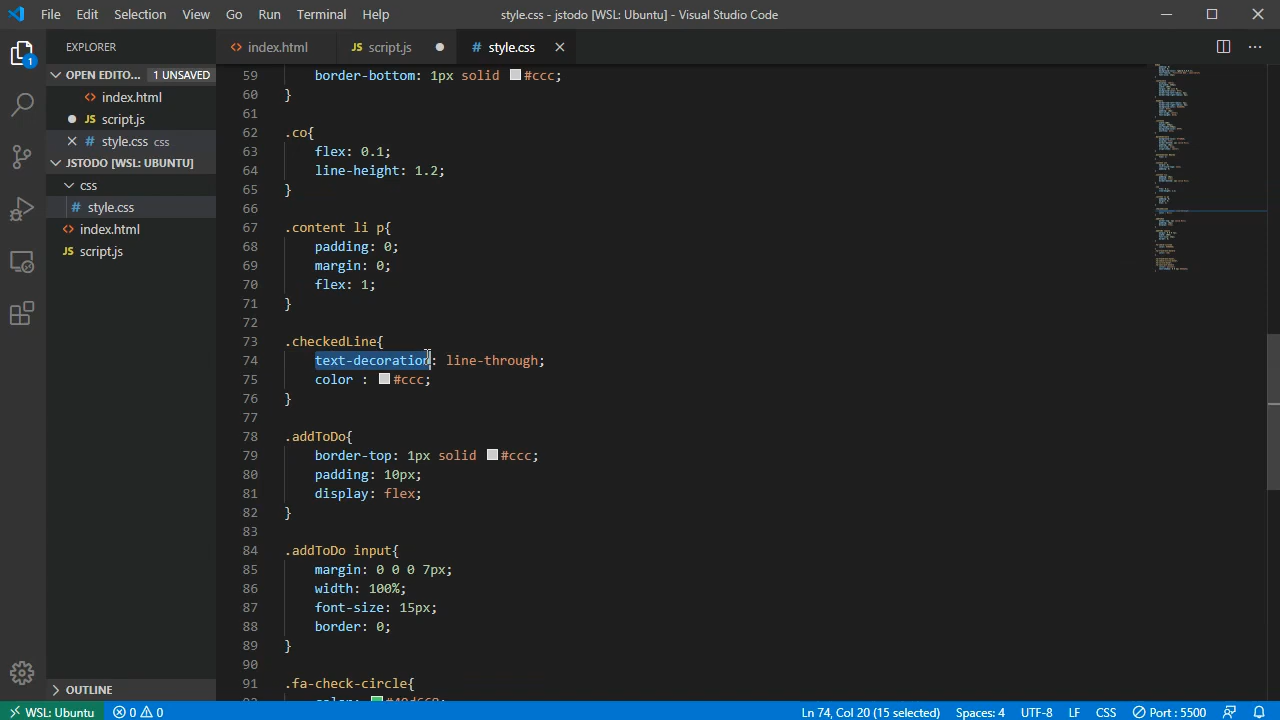 File Edit Selection View Go Run Terminal Help
style.css - jstodo [WSL: Ubuntu] - Visual Studio Code
EXPLORER
index.html
JS script.js
# style.css
OPEN EDITO... 1 UNSAVED
index.html
JS script.js
# style.css css
JSTODO [WSL: UBUNTU]
css
# style.css
index.html
JS script.js
OUTLINE
1
59 border-bottom: 1px solid #ccc;
60 }
61
62 .co{
63 flex: 0.1;
64 line-height: 1.2;
65 }
66
67 .content li p{
68 padding: 0;
69 margin: 0;
70 flex: 1;
71 }
72
73 .checkedLine{
74 text-decoration: line-through;
75 color : #ccc;
76 }
77
78 .addToDo{
79 border-top: 1px solid #ccc;
80 padding: 10px;
81 display: flex;
82 }
83
84 .addToDo input{
85 margin: 0 0 0 7px;
86 width: 100%;
87 font-size: 15px;
88 border: 0;
89 }
90
91 .fa-check-circle{
WSL: Ubuntu 0 0
Ln 74, Col 20 (15 selected) Spaces: 4 UTF-8 LF CSS Port : 5500